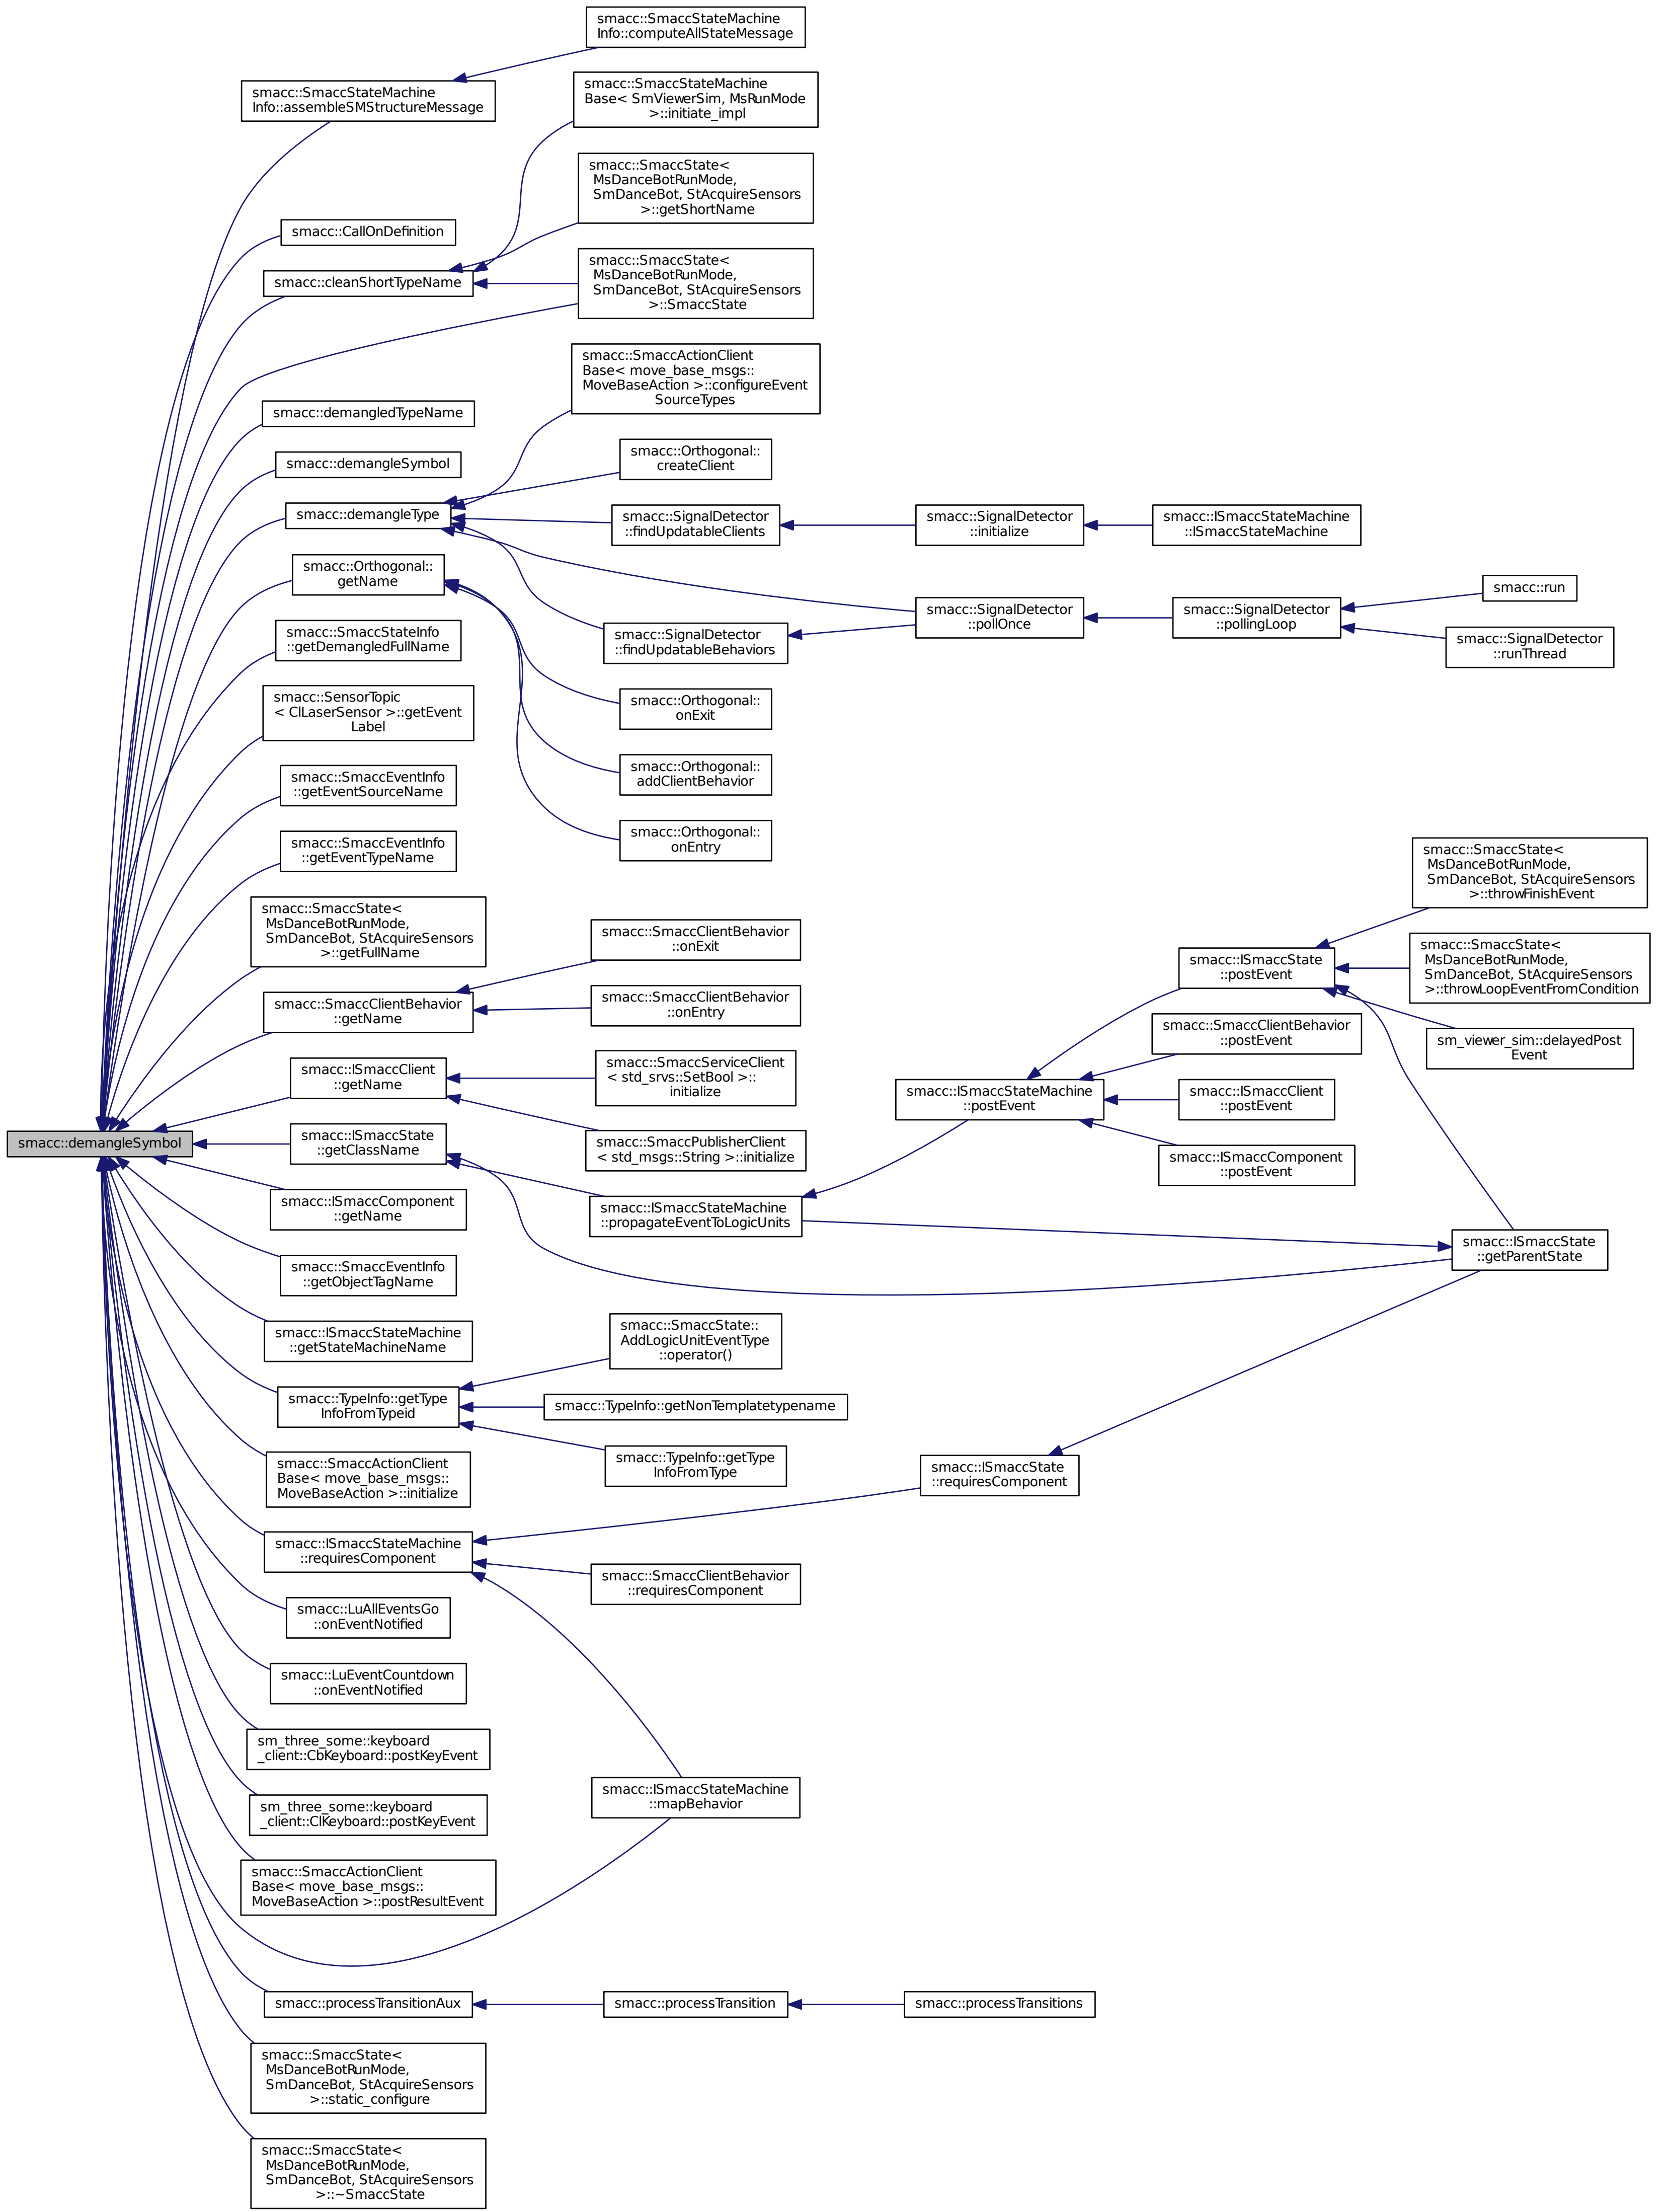 smacc::SmaccStateMachine
Info::computeAllStateMessage
smacc::SmaccStateMachine
Info::assembleSMStructureMessage
smacc::SmaccStateMachine
Base< SmViewerSim, MsRunMode
>::initiate_impl
smacc::SmaccState<
MsDanceBotRunMode,
SmDanceBot, StAcquireSensors
>::getShortName
smacc::CallOnDefinition
smacc::cleanShortTypeName
smacc::SmaccState<
MsDanceBotRunMode,
SmDanceBot, StAcquireSensors
>::SmaccState
smacc::SmaccActionClient
Base< move_base_msgs::
MoveBaseAction >::configureEvent
SourceTypes
smacc::demangledTypeName
smacc::demangleSymbol
smacc::Orthogonal::
createClient
smacc::demangleType
smacc::SignalDetector
::findUpdatableClients
smacc::SignalDetector
::initialize
smacc::ISmaccStateMachine
::ISmaccStateMachine
smacc::Orthogonal::
getName
smacc::run
smacc::SignalDetector
::pollOnce
smacc::SignalDetector
::pollingLoop
smacc::SmaccStateInfo
::getDemangledFullName
smacc::SignalDetector
::findUpdatableBehaviors
smacc::SignalDetector
::runThread
smacc::SensorTopic
< ClLaserSensor >::getEvent
Label
smacc::Orthogonal::
onExit
smacc::SmaccEventInfo
::getEventSourceName
smacc::Orthogonal::
addClientBehavior
smacc::SmaccEventInfo
::getEventTypeName
smacc::Orthogonal::
onEntry
smacc::SmaccState<
MsDanceBotRunMode,
SmDanceBot, StAcquireSensors
>::throwFinishEvent
smacc::SmaccState<
MsDanceBotRunMode,
SmDanceBot, StAcquireSensors
>::getFullName
smacc::SmaccClientBehavior
::onExit
smacc::ISmaccState
::postEvent
smacc::SmaccState<
MsDanceBotRunMode,
SmDanceBot, StAcquireSensors
>::throwLoopEventFromCondition
smacc::SmaccClientBehavior
::getName
smacc::SmaccClientBehavior
::onEntry
smacc::SmaccClientBehavior
::postEvent
sm_viewer_sim::delayedPost
Event
smacc::ISmaccClient
::getName
smacc::SmaccServiceClient
< std_srvs::SetBool >::
initialize
smacc::ISmaccStateMachine
::postEvent
smacc::ISmaccClient
::postEvent
smacc::demangleSymbol
smacc::ISmaccState
::getClassName
smacc::SmaccPublisherClient
< std_msgs::String >::initialize
smacc::ISmaccComponent
::postEvent
smacc::ISmaccComponent
::getName
smacc::ISmaccStateMachine
::propagateEventToLogicUnits
smacc::ISmaccState
::getParentState
smacc::SmaccEventInfo
::getObjectTagName
smacc::ISmaccStateMachine
::getStateMachineName
smacc::SmaccState::
AddLogicUnitEventType
::operator()
smacc::TypeInfo::getType
InfoFromTypeid
smacc::TypeInfo::getNonTemplatetypename
smacc::TypeInfo::getType
InfoFromType
smacc::SmaccActionClient
Base< move_base_msgs::
MoveBaseAction >::initialize
smacc::ISmaccState
::requiresComponent
smacc::ISmaccStateMachine
::requiresComponent
smacc::SmaccClientBehavior
::requiresComponent
smacc::LuAllEventsGo
::onEventNotified
smacc::LuEventCountdown
::onEventNotified
sm_three_some::keyboard
_client::CbKeyboard::postKeyEvent
smacc::ISmaccStateMachine
::mapBehavior
sm_three_some::keyboard
_client::ClKeyboard::postKeyEvent
smacc::SmaccActionClient
Base< move_base_msgs::
MoveBaseAction >::postResultEvent
smacc::processTransitionAux
smacc::processTransition
smacc::processTransitions
smacc::SmaccState<
MsDanceBotRunMode,
SmDanceBot, StAcquireSensors
>::static_configure
smacc::SmaccState<
MsDanceBotRunMode,
SmDanceBot, StAcquireSensors
>::~SmaccState